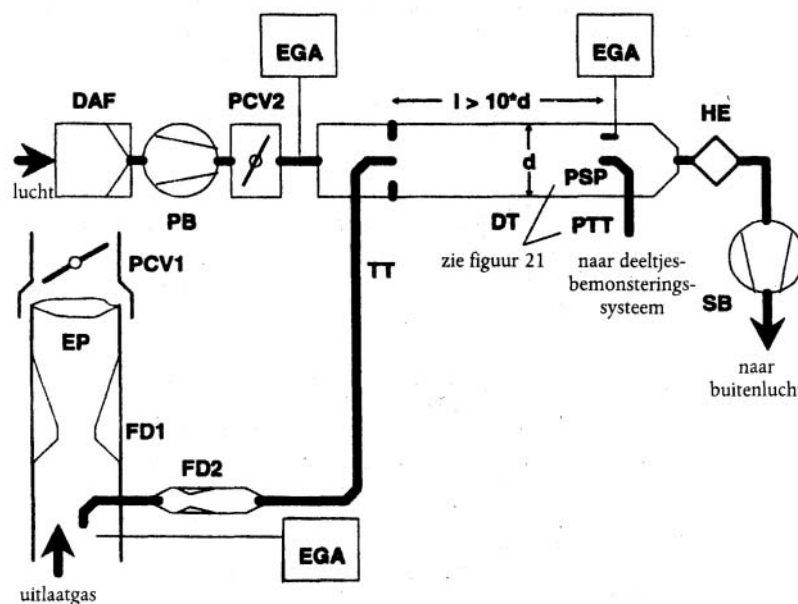 EGA
EGA
DAF
PCV2
l > 10*d
HE
lucht
d
PSP
PB
DT
PTT
PCV1
TT
zie figuur 21
naar deeltjes-
bemonsterings-
systeem
SB
EP
naar
buitenlucht
FD1
FD2
EGA
uitlaatgas